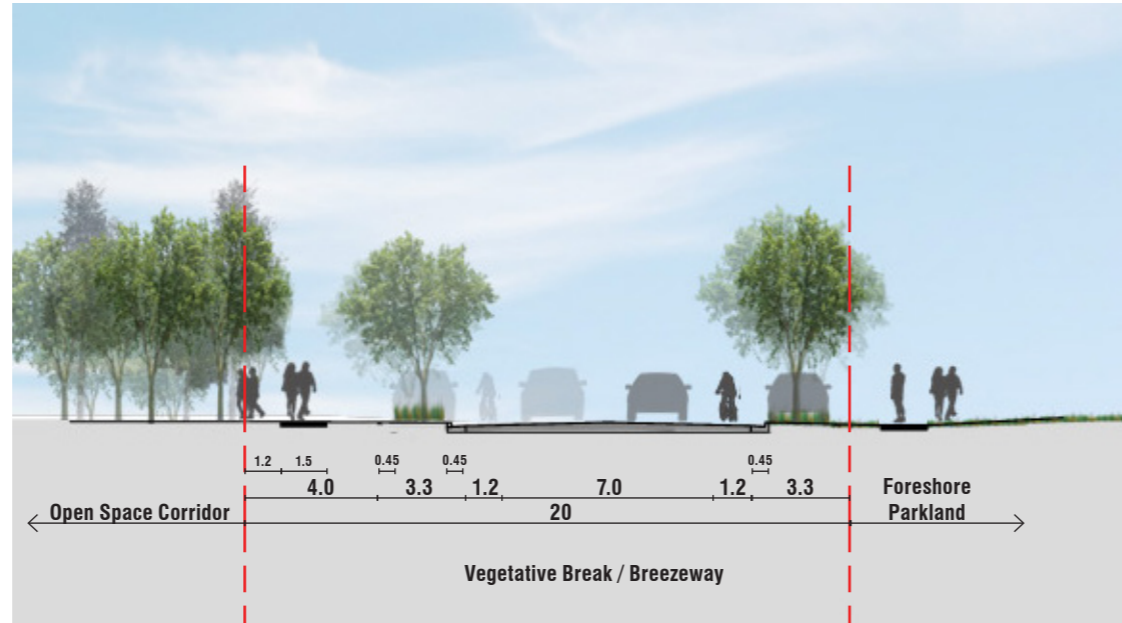 1.2 1.5 0.45 0.45 0.45
4.0 3.3 1.2 7.0 1.2 3.3
Open Space Corridor
20
Foreshore
Parkland
Vegetative Break / Breezeway